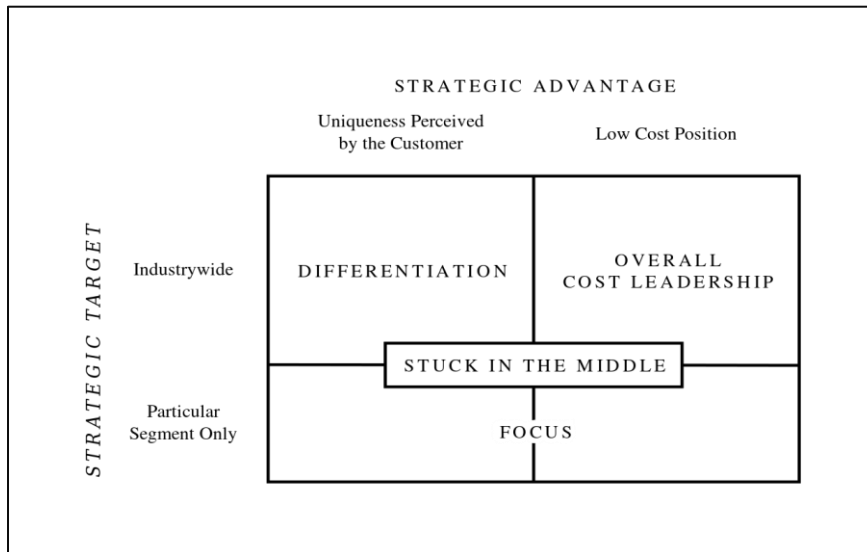 STRATEGIC ADVANTAGE
Uniqueness Perceived
by the Customer
Low Cost Position
STRATEGIC TARGET
Industrywide
DIFFERENTIATION
OVERALL
COST LEADERSHIP
STUCK IN THE MIDDLE
Particular
Segment Only
FOCUS